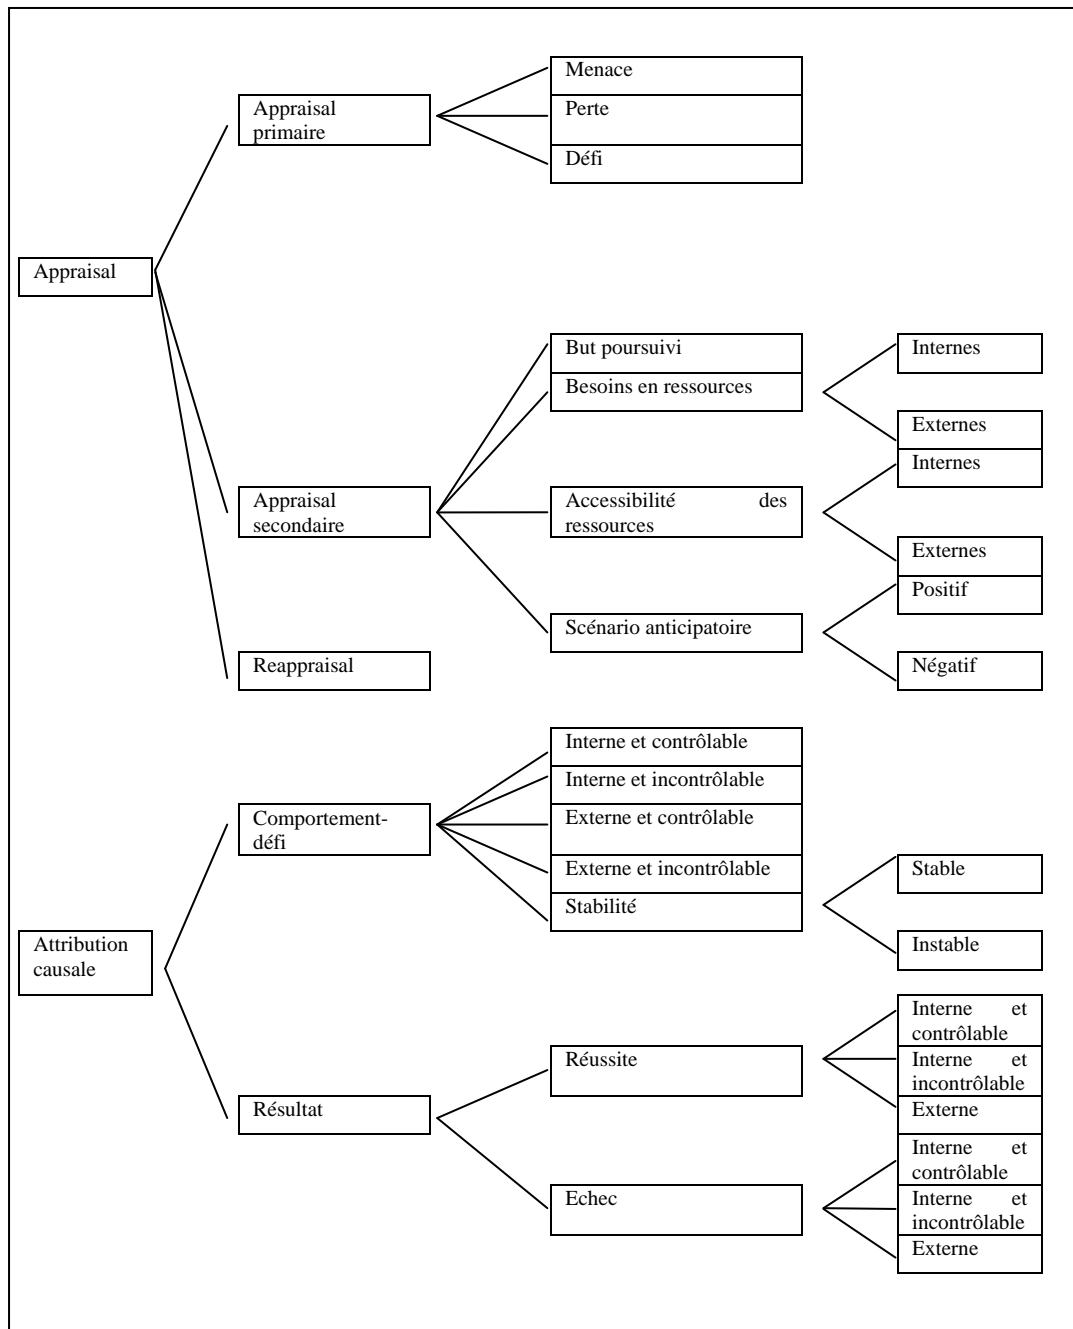 Menace
Appraisal
primaire
Perte
Défi
Appraisal
But poursuivi
Internes
Besoins en ressources
Externes
Internes
Appraisal
secondaire
Accessibilité des
ressources
Externes
Positif
Scénario anticipatoire
Reappraisal
Négatif
Interne et contrôlable
Interne et incontrôlable
Comportement-
défi
Externe et contrôlable
Externe et incontrôlable
Stable
Stabilité
Attribution
causale
Instable
Interne et
contrôlable
Réussite
Interne et
incontrôlable
Résultat
Externe
Interne et
contrôlable
Echec
Interne et
incontrôlable
Externe